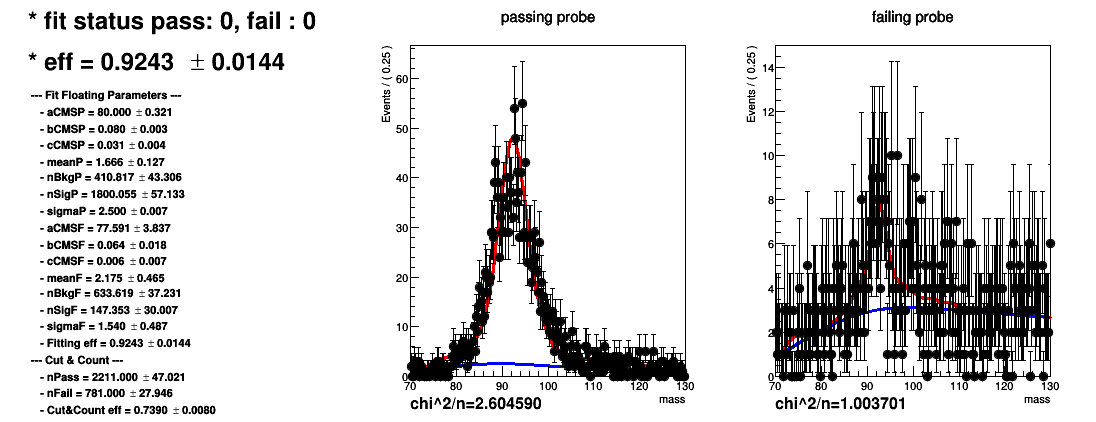 * fit status pass: 0, fail : 0
* eff = 0.9243 ± 0.0144
--- Fit Floating Parameters ---
- aCMSP = 80.000 ± 0.321
- bCMSP = 0.080 ± 0.003
- cCMSP = 0.031 ± 0.004
- meanP = 1.666 ± 0.127
- nBkgP = 410.817 ± 43.306
- nSigP = 1800.055 ± 57.133
- sigmaP = 2.500 ± 0.007
- aCMSF = 77.591 ± 3.837
- bCMSF = 0.064 ± 0.018
- cCMSF = 0.006 ± 0.007
- meanF = 2.175 ± 0.465
- nBkgF = 633.619 ± 37.231
- nSigF = 147.353 ± 30.007
- sigmaF = 1.540 ± 0.487
- Fitting eff = 0.9243 ± 0.0144
--- Cut & Count ---
- nPass = 2211.000 ± 47.021
- nFail = 781.000 ± 27.946
- Cut&Count eff = 0.7390 ± 0.0080
passing probe
Events / ( 0.25 )
60
50
40
30
20
10
0
70 80 90 100 110 120 130
mass
chi^2/n=2.604590
failing probe
Events / ( 0.25 )
14
12
10
8
6
4
2
0
70 80 90 100 110 120 130
mass
chi^2/n=1.003701